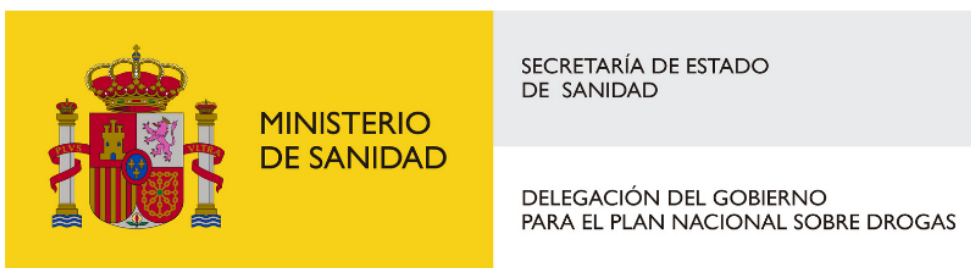 PLVS VLTRA
MINISTERIO
DE SANIDAD
SECRETARÍA DE ESTADO
DE SANIDAD
DELEGACIÓN DEL GOBIERNO
PARA EL PLAN NACIONAL SOBRE DROGAS